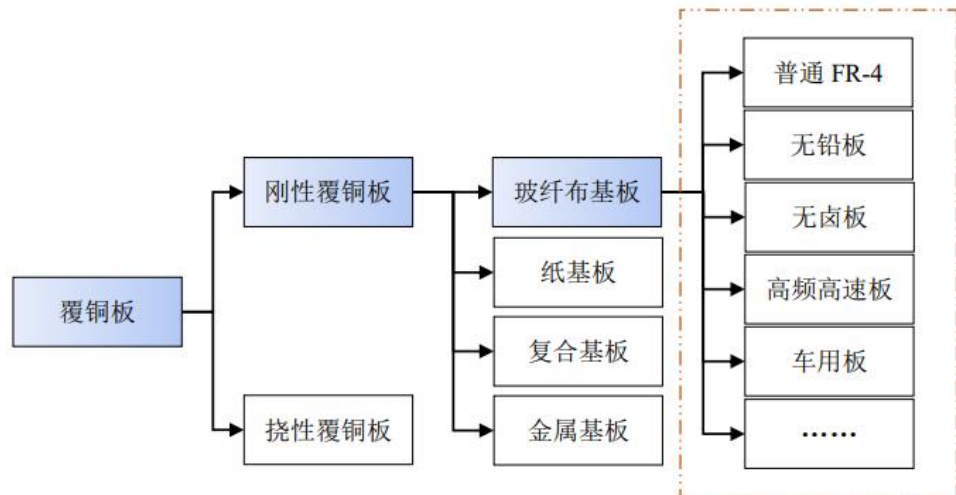 覆铜板
刚性覆铜板
挠性覆铜板
玻纤布基板
纸基板
复合基板
金属基板
普通 FR-4
无铅板
无卤板
高频高速板
车用板
……